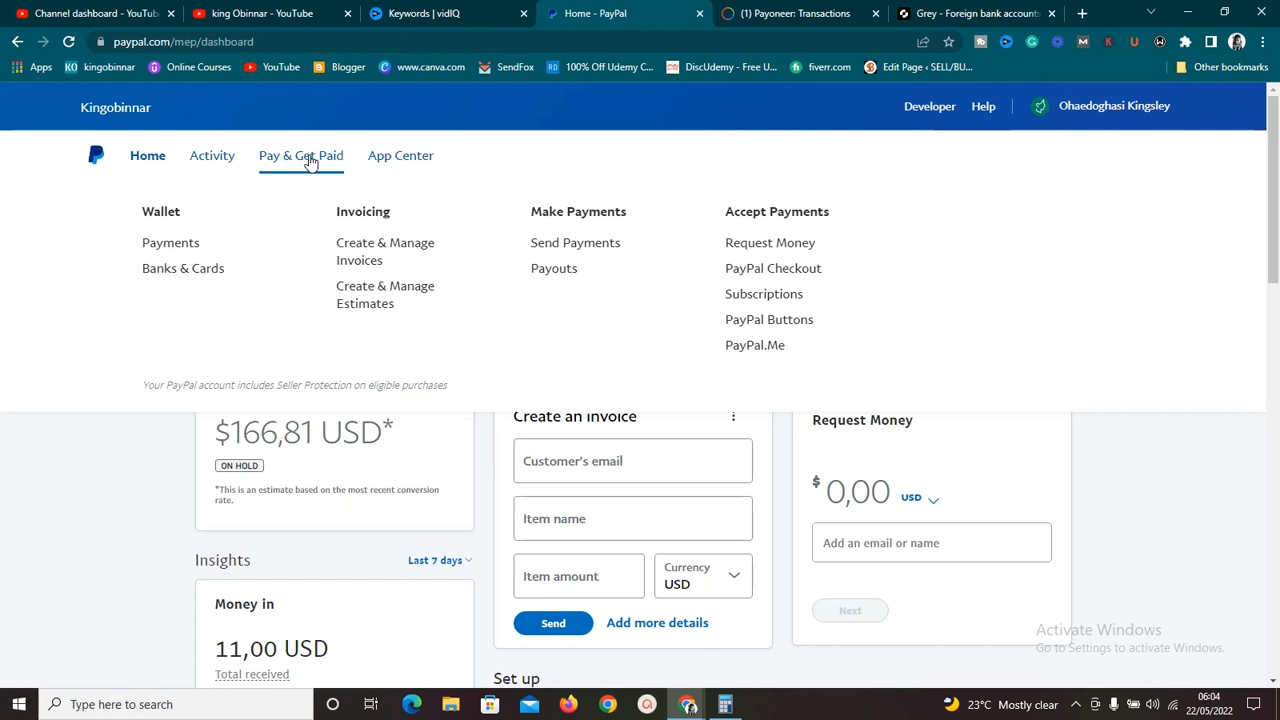 Channel dashboard - YouTub
king Obinnar - YouTube
Keywords | vidIQ
Home - PayPal
(1) Payoneer: Transactions
Grey - Foreign bank accounts
paypal.com/mep/dashboard
Apps
kingobinnar
Online Courses
YouTube
Blogger
www.canva.com
SendFox
100% Off Udemy C...
DiscUdemy - Free U...
fiverr.com
Edit Page ‹ SELL/BU...
Other bookmarks
Kingobinnar
Developer
Help
Ohaedoghasi Kingsley
Home
Activity
Pay & Get Paid
App Center
Wallet
Payments
Banks & Cards
Invoicing
Create & Manage
Invoices
Create & Manage
Estimates
Make Payments
Send Payments
Payouts
Accept Payments
Request Money
PayPal Checkout
Subscriptions
PayPal Buttons
PayPal.Me
Your PayPal account includes Seller Protection on eligible purchases
$166,81 USD*
ON HOLD
*This is an estimate based on the most recent conversion
rate.
Insights
Last 7 days
Money in
11,00 USD
Total received
Create an invoice
Customer's email
Item name
Item amount
Currency
USD
Send
Add more details
Set up
Request Money
$ 0,00 USD
Add an email or name
Next
Activate Windows
Go to Settings to activate Windows.
Type here to search
23°C Mostly clear
06:04
22/05/2022